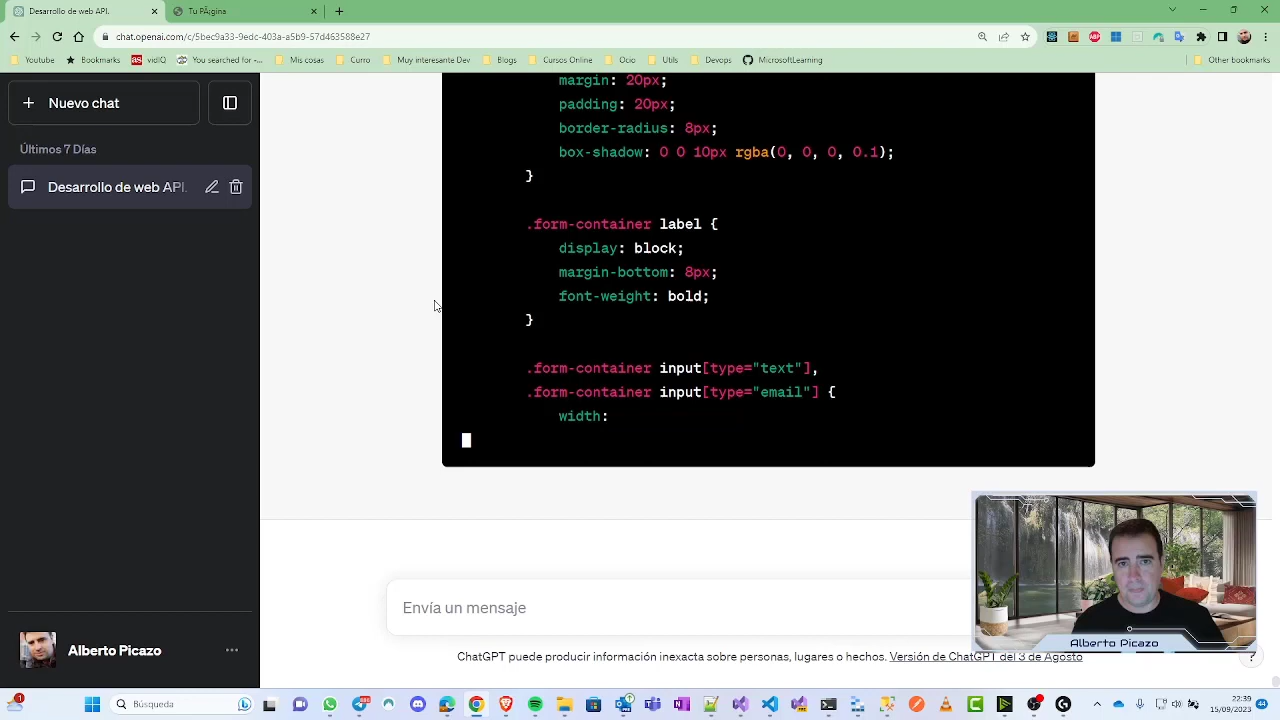 Desarrollo de web API.
Tu Página
chat.openai.com/c/5bec9a33-9edc-403a-a5b9-57d463588e27
Youtube
Bookmarks
andiQ
You searched for –...
Mis cosas
Curro
Muy interesante Dev
Blogs
Cursos Online
Ocio
Utils
Devops
MicrosoftLearning
Other bookmarks
Nuevo chat
Últimos 7 Días
Desarrollo de web API.
margin: 20px;
padding: 20px;
border-radius: 8px;
box-shadow: 0 0 10px rgba(0, 0, 0, 0.1);
}
.form-container label {
display: block;
margin-bottom: 8px;
font-weight: bold;
}
.form-container input[type="text"],
.form-container input[type="email"] {
width:
Envía un mensaje
Alberto Picazo
Alberto Picazo
ChatGPT puede producir información inexacta sobre personas, lugares o hechos. Versión de ChatGPT del 3 de Agosto
?
Búsqueda
22:39
15/09/2023